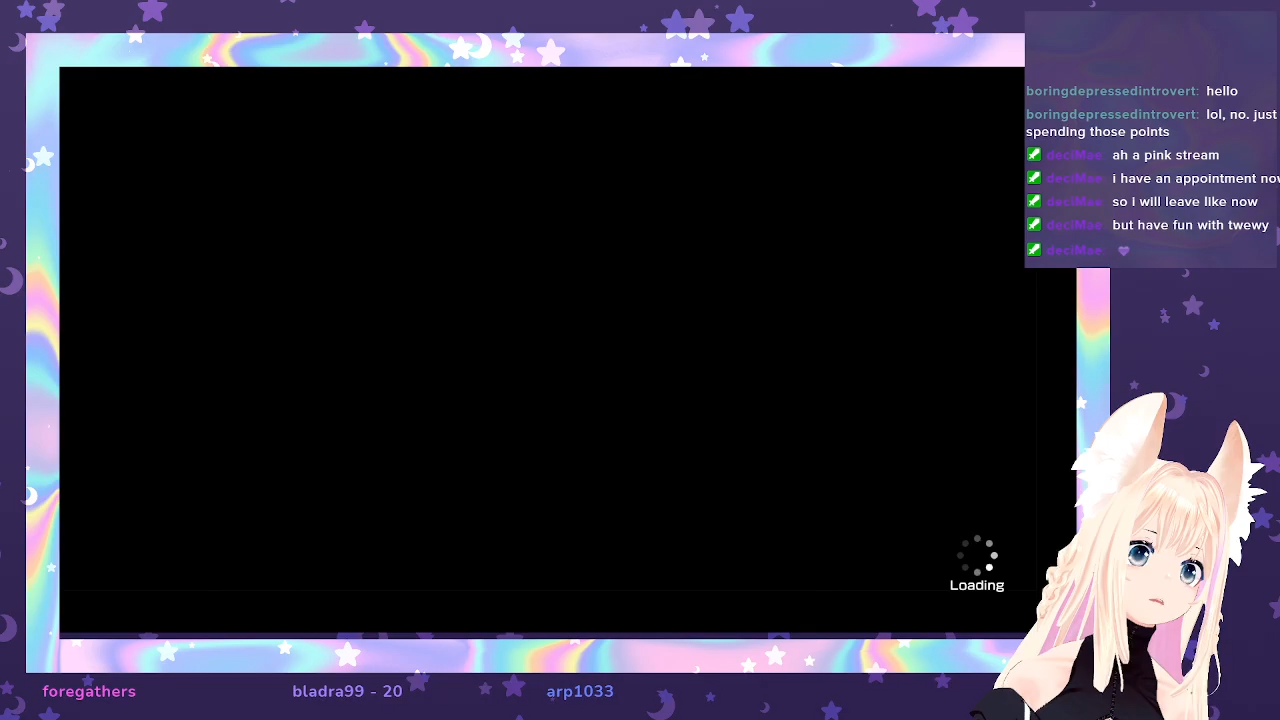 boringdepressedintrovert: hello
boringdepressedintrovert: lol, no. just
spending those points
deciMae: ah a pink stream
deciMae: i have an appointment now
deciMae: so I will leave like now
deciMae: but have fun with twewy
deciMae:
Loading
foregathers
bladra99 - 20
arp1033